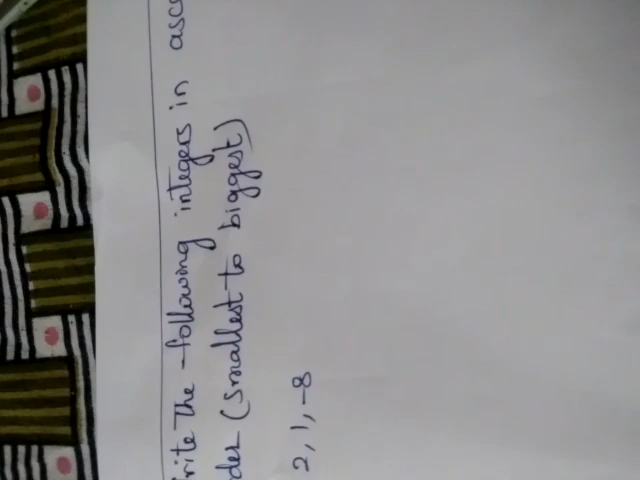 rite The following integers in asc
der (smallest to biggest)
2, 1, -8